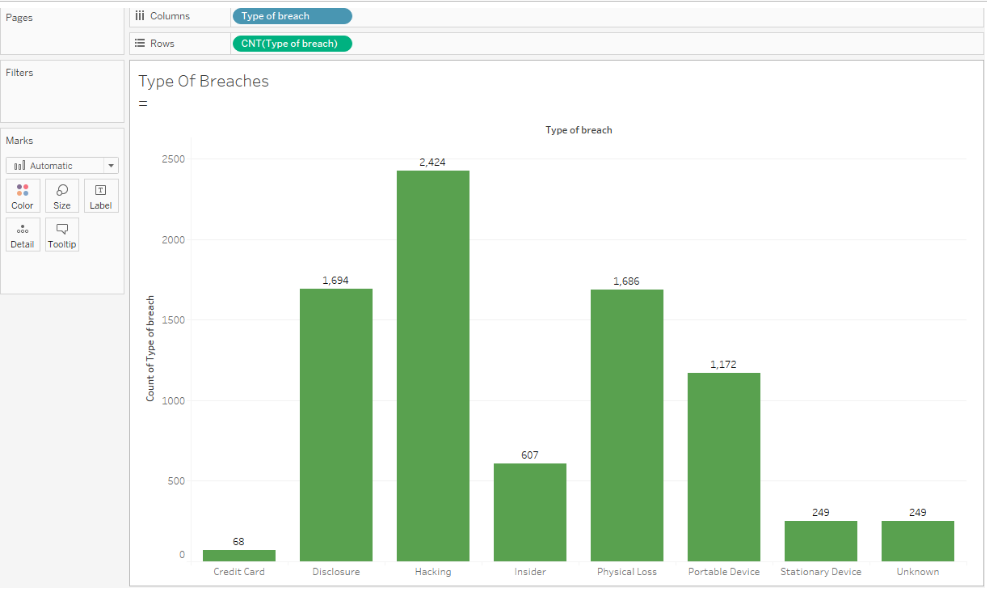 Pages
Columns
Type of breach
Rows
CNT(Type of breach)
Filters
Type Of Breaches
=
Marks
Automatic
Color
Size
Label
Detail
Tooltip
Type of breach
Count of Type of breach
2500
2000
1500
1000
500
0
68
1,694
2,424
607
1,686
1,172
249
249
Credit Card
Disclosure
Hacking
Insider
Physical Loss
Portable Device
Stationary Device
Unknown